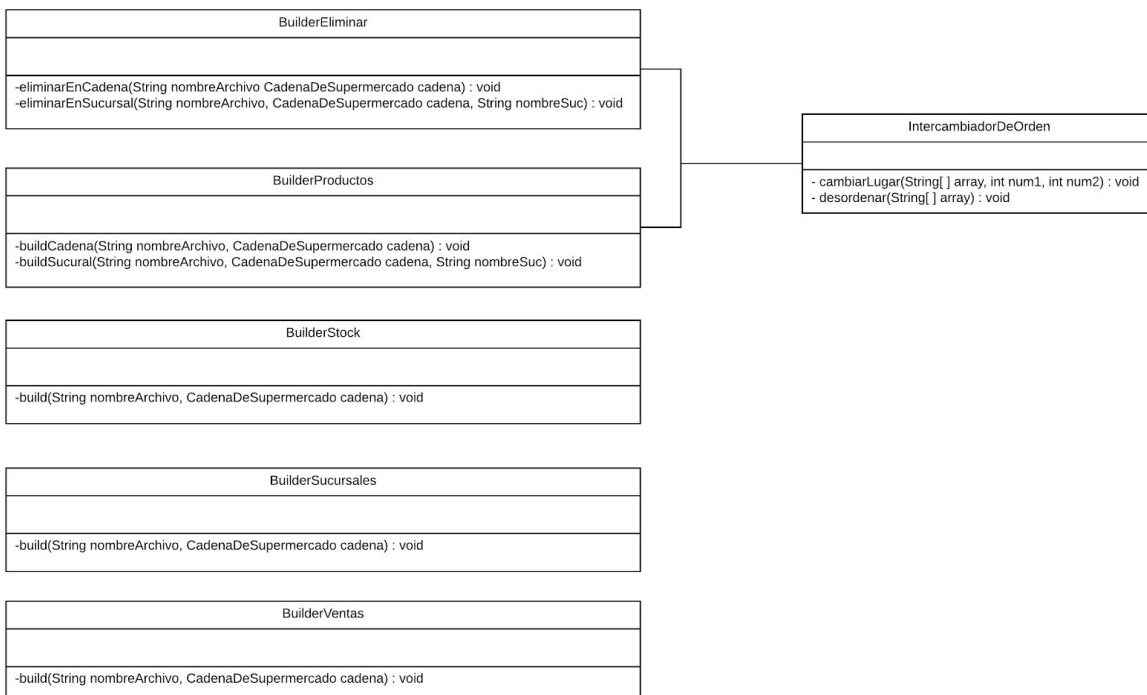 BuilderEliminar
-eliminarEnCadena(String nombreArchivo CadenaDeSupermercado cadena) : void
-eliminarEnSucursal(String nombreArchivo, CadenaDeSupermercado cadena, String nombreSuc) : void
IntercambiadorDeOrden
- cambiarLugar(String[ ] array, int num1, int num2) : void
- desordenar(String[ ] array) : void
BuilderProductos
-buildCadena(String nombreArchivo, CadenaDeSupermercado cadena) : void
-buildSucural(String nombreArchivo, CadenaDeSupermercado cadena, String nombreSuc) : void
BuilderStock
-build(String nombreArchivo, CadenaDeSupermercado cadena) : void
BuilderSucursales
-build(String nombreArchivo, CadenaDeSupermercado cadena) : void
BuilderVentas
-build(String nombreArchivo, CadenaDeSupermercado cadena) : void